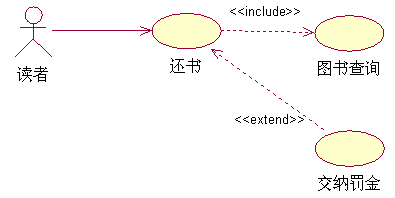 <<include>>
读者
还书
图书查询
<<extend>>
交纳罚金